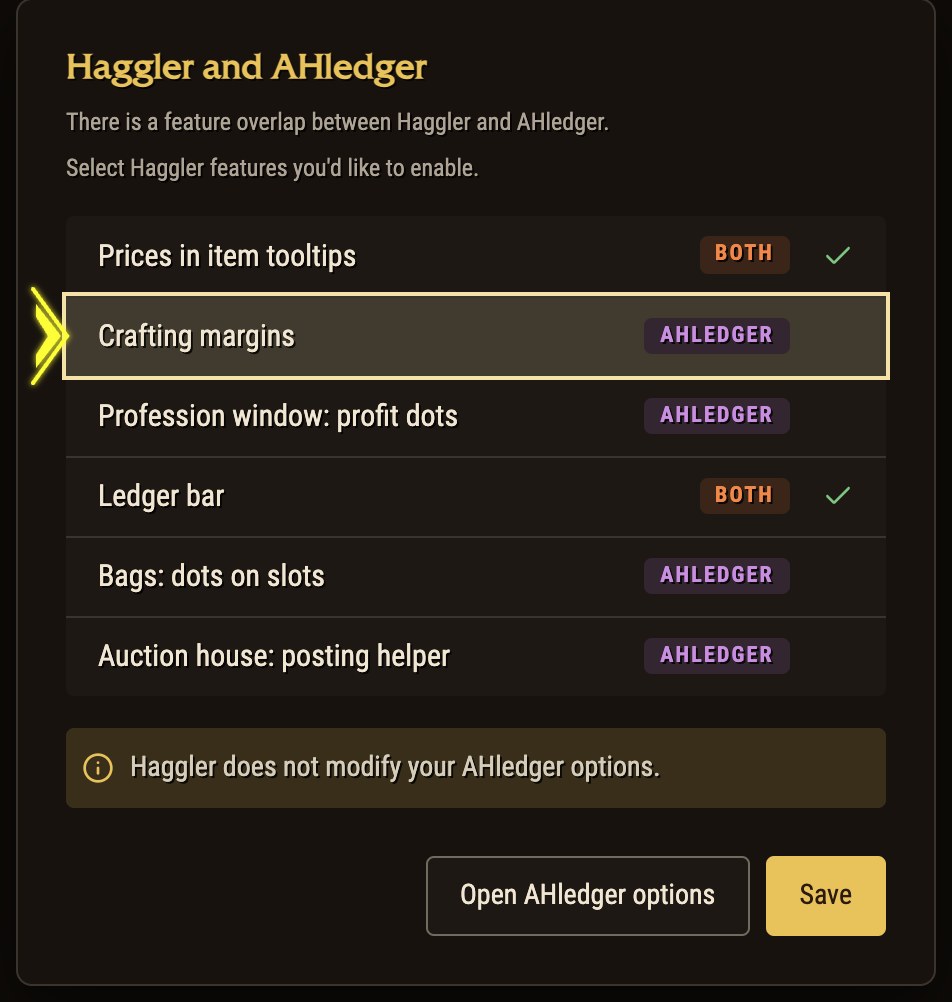 Haggler and AHledger
There is a feature overlap between Haggler and AHledger.
Select Haggler features you'd like to enable.
Prices in item tooltips BOTH
Crafting margins AHLEDGER
Profession window: profit dots AHLEDGER
Ledger bar BOTH
Bags: dots on slots AHLEDGER
Auction house: posting helper AHLEDGER
Haggler does not modify your AHledger options.
Open AHledger options Save